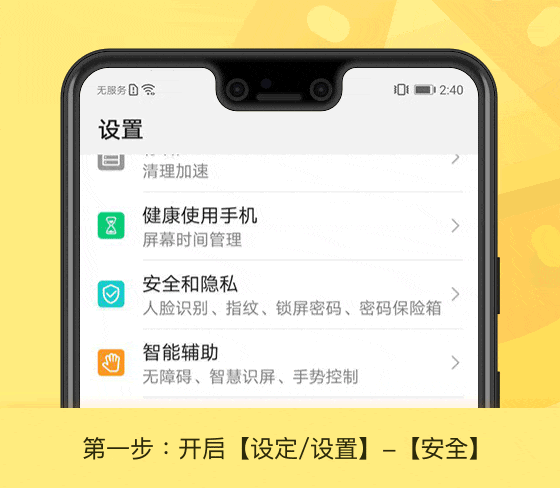 无服务 2:40
设置
清理加速
健康使用手机
屏幕时间管理
安全和隐私
人脸识别、指纹、锁屏密码、密码保险箱
智能辅助
无障碍、智慧识屏、手势控制
第一步：开启【设定/设置】–【安全】